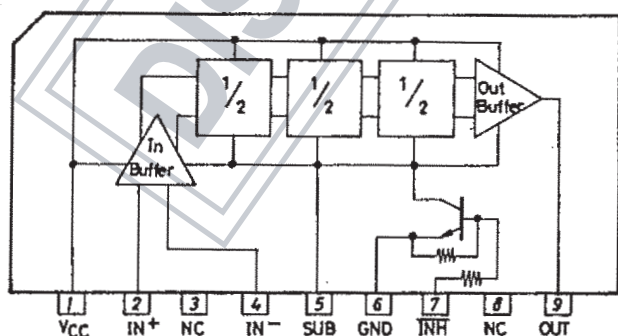 DIS
1/2
1/2
1/2
Out
Buffer
In
Buffer
1 2 3 4 5 6 7 8 9
VCC IN+ NC IN− SUB GND INH NC OUT